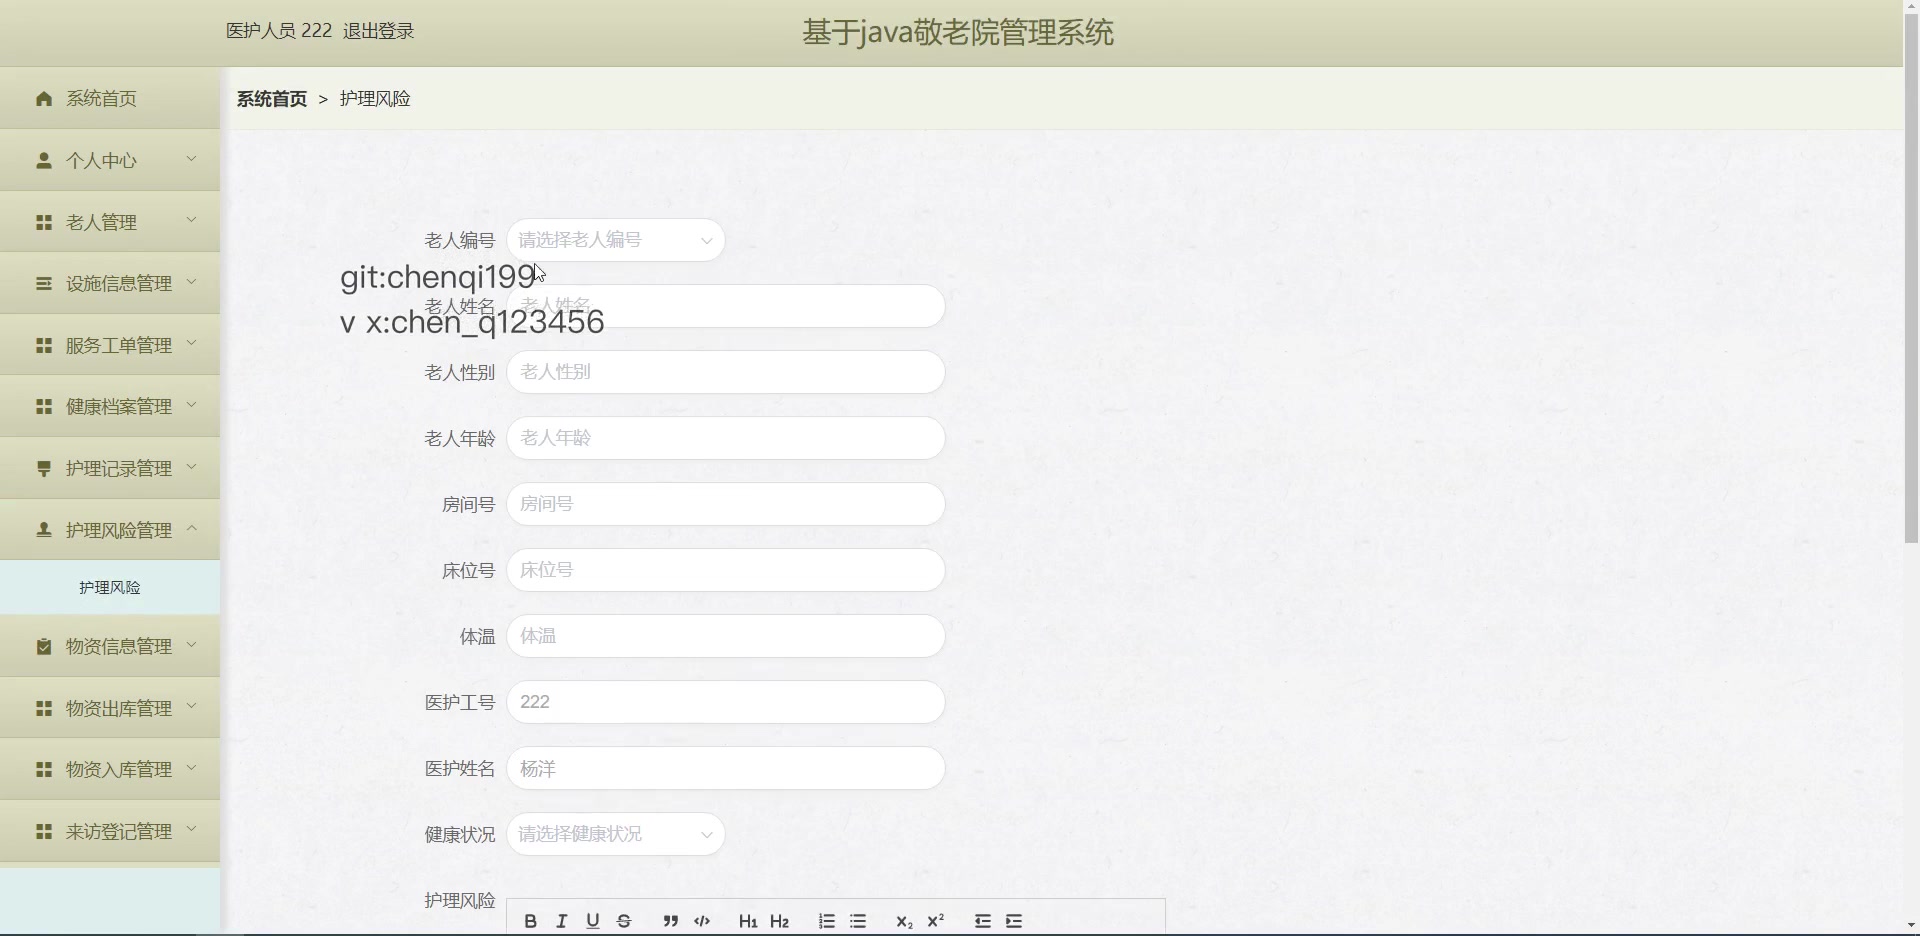 医护人员 222 退出登录
基于java敬老院管理系统
系统首页
个人中心
老人管理
设施信息管理
服务工单管理
健康档案管理
护理记录管理
护理风险管理
护理风险
物资信息管理
物资出库管理
物资入库管理
来访登记管理
系统首页 > 护理风险
老人编号 请选择老人编号
git:chenqi199
老人姓名 老人姓名
v x:chen_q123456
老人性别 老人性别
老人年龄 老人年龄
房间号 房间号
床位号 床位号
体温 体温
医护工号 222
医护姓名 杨洋
健康状况 请选择健康状况
护理风险
B I U S ” </> H1 H2 X2 X²